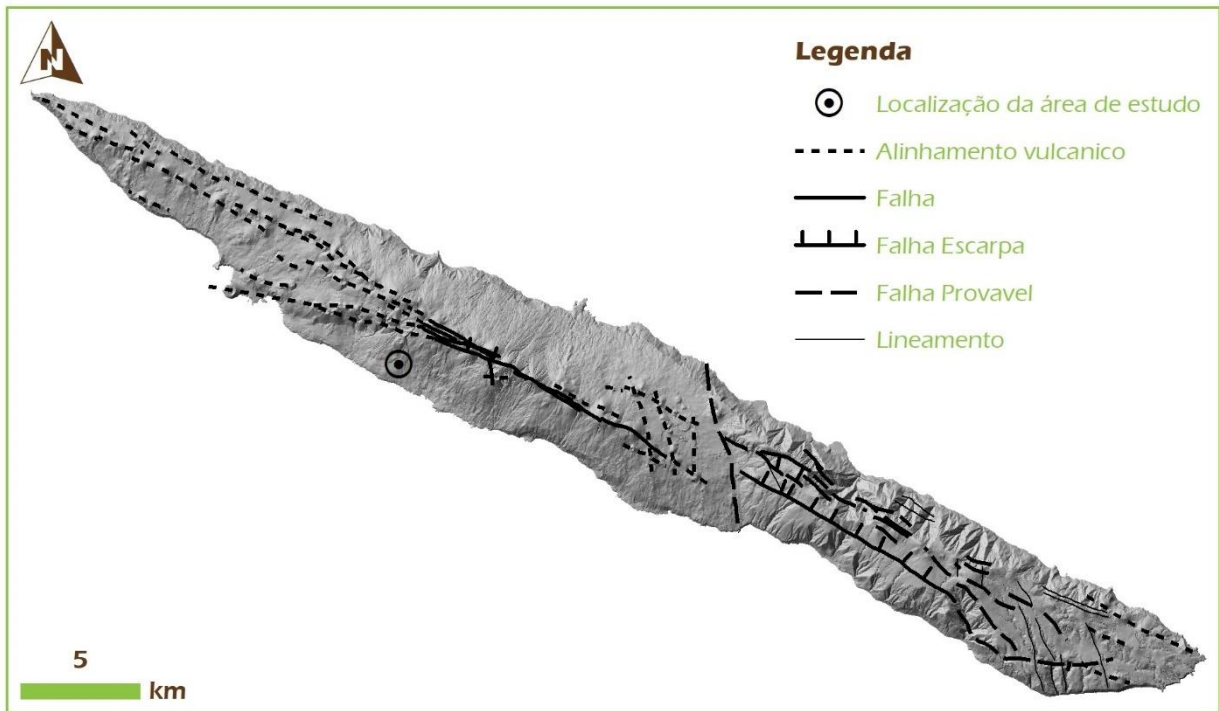 N
Legenda
Localização da área de estudo
Alinhamento vulcanico
Falha
Falha Escarpa
Falha Provavel
Lineamento
5
km